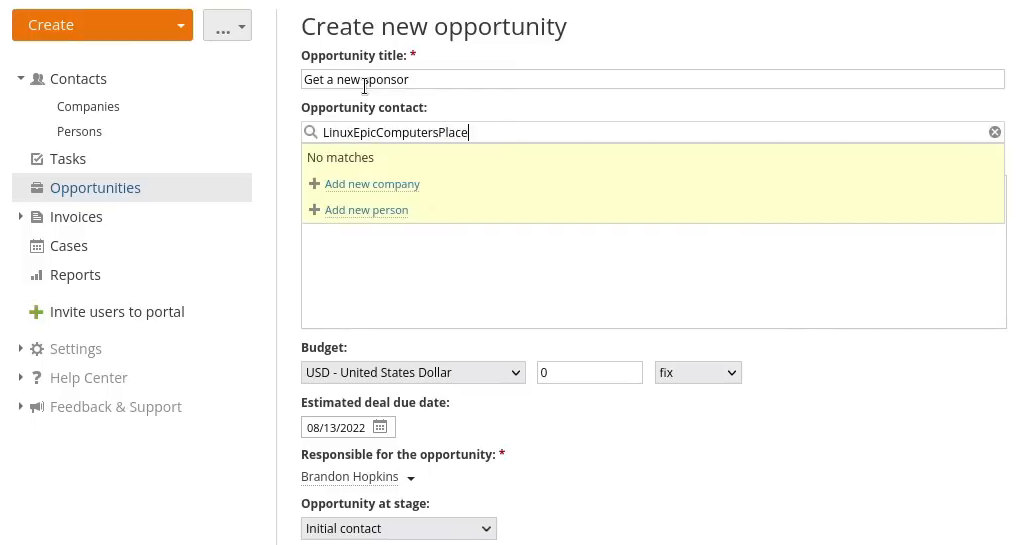 Create
...
Contacts
Companies
Persons
Tasks
Opportunities
Invoices
Cases
Reports
Invite users to portal
Settings
Help Center
Feedback & Support
Create new opportunity
Opportunity title: *
Get a new sponsor
Opportunity contact:
LinuxEpicComputersPlace
No matches
Add new company
Add new person
Budget:
USD - United States Dollar 0 fix
Estimated deal due date:
08/13/2022
Responsible for the opportunity: *
Brandon Hopkins
Opportunity at stage:
Initial contact